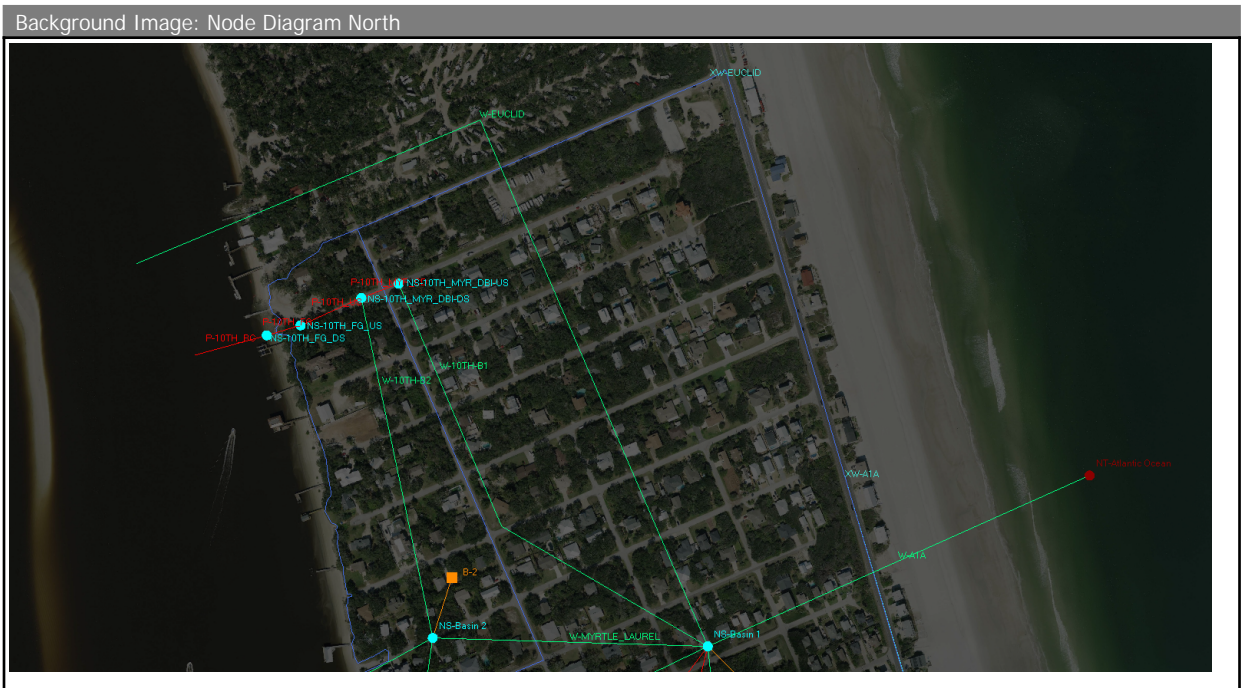 Background Image: Node Diagram North
XW-EUCLID
W-EUCLID
NS-10TH_MYR_DBI-US
NS-10TH_MYR_DBI-DS
NS-10TH_FG_US
P-10TH_BC
NS-10TH_FG_DS
W-10TH-B1
W-10TH-B2
NT-Atlantic Ocean
XW-A1A
W-A1A
B-2
NS-Basin 2
W-MYRTLE_LAUREL
NS-Basin 1